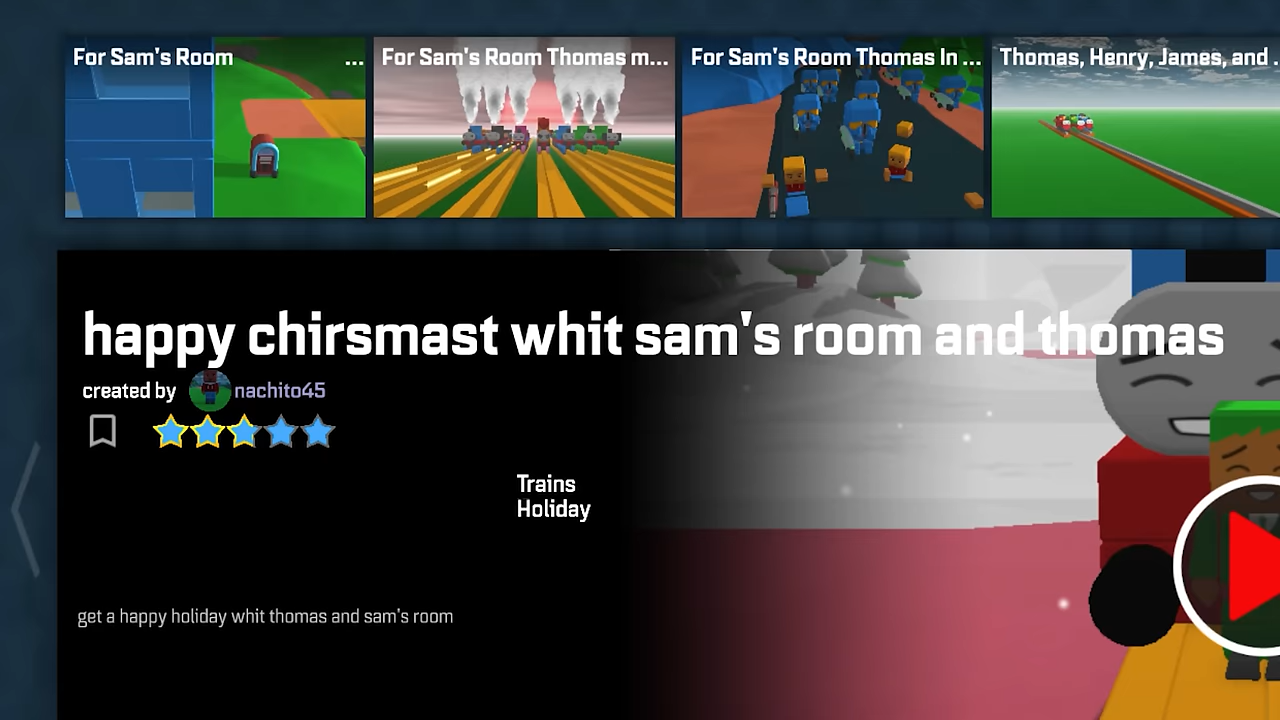 For Sam's Room ...
For Sam's Room Thomas m...
For Sam's Room Thomas In ...
Thomas, Henry, James, and .
happy chirsmast whit sam's room and thomas
created by nachito45
Trains
Holiday
get a happy holiday whit thomas and sam's room